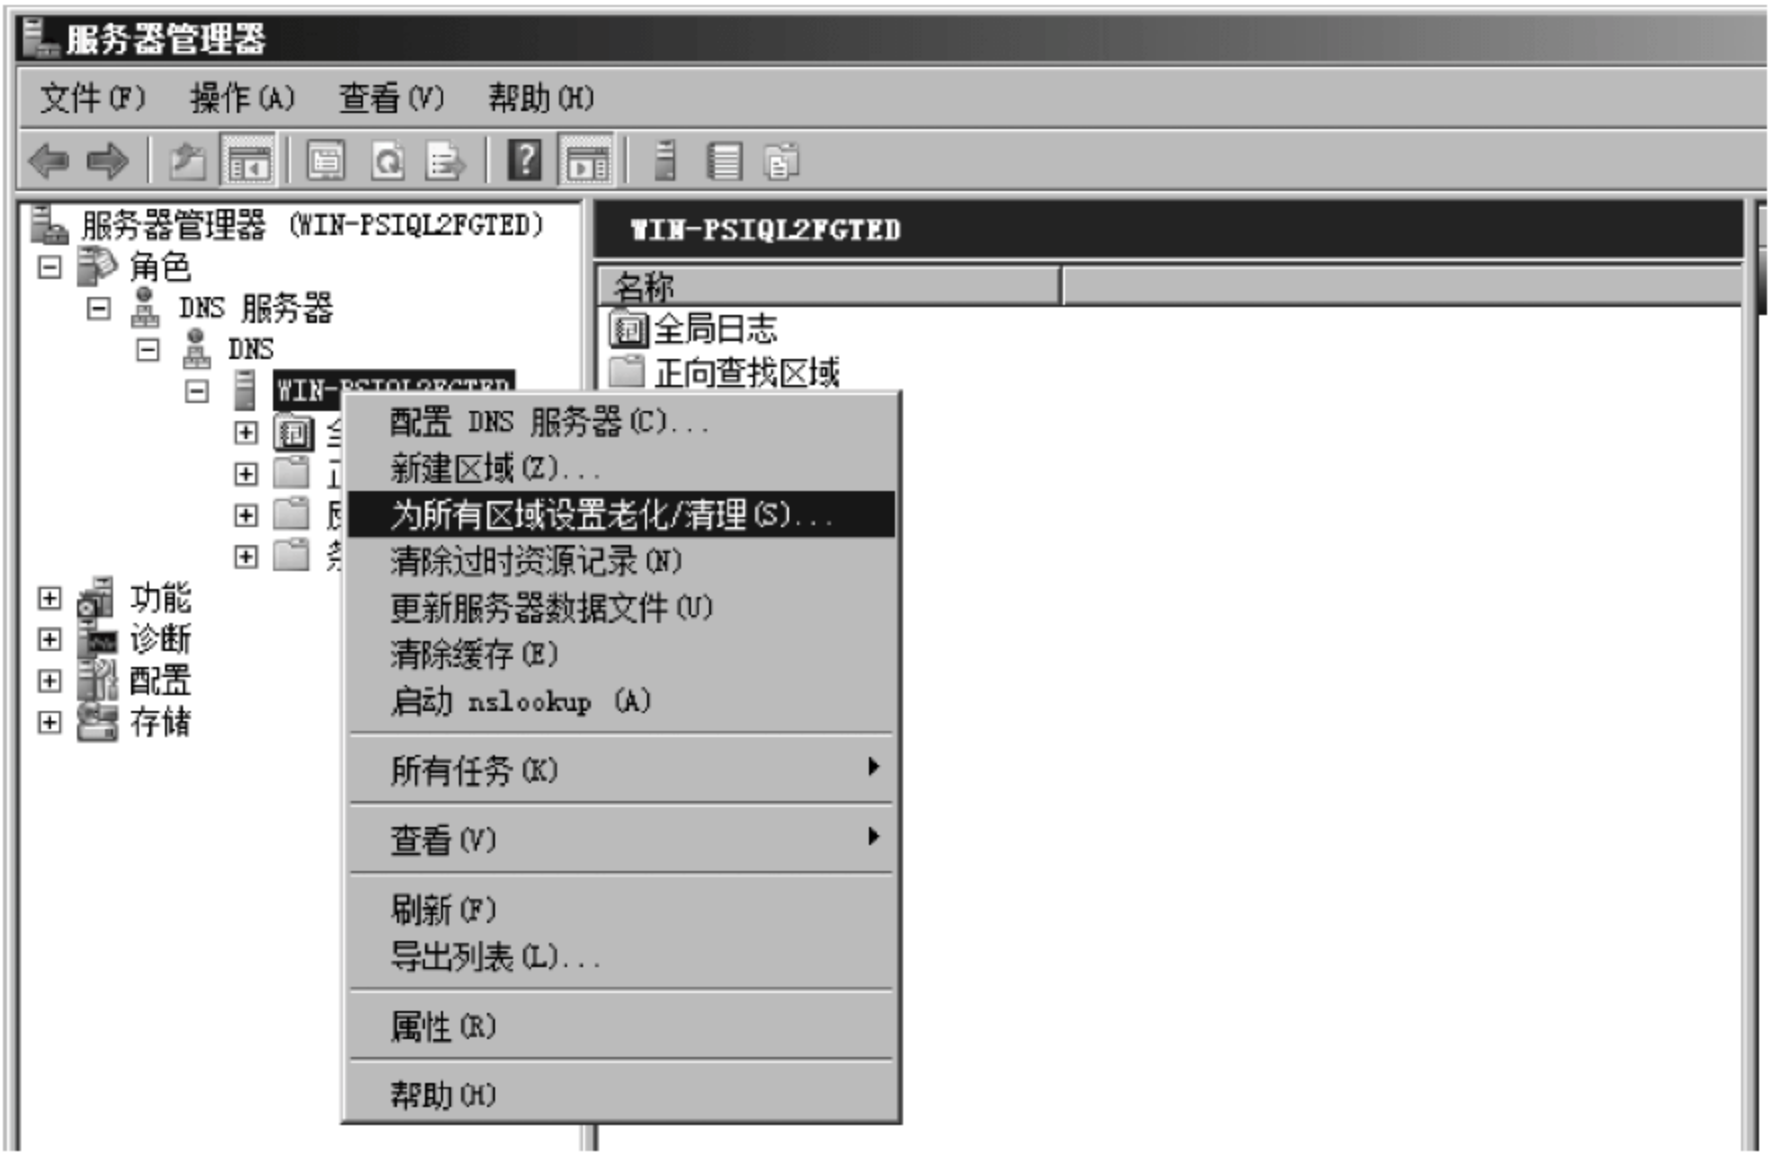 服务器管理器
文件(F) 操作(A) 查看(V) 帮助(H)
服务器管理器 (WIN-PSIQL2FGTED)
角色
DNS 服务器
DNS
WIN-PSIQL2FGTED
功能
诊断
配置
存储
WIN-PSIQL2FGTED
名称
全局日志
正向查找区域
配置 DNS 服务器(C)...
新建区域(Z)...
为所有区域设置老化/清理(S)...
清除过时资源记录(N)
更新服务器数据文件(U)
清除缓存(E)
启动 nslookup (A)
所有任务(K)
查看(V)
刷新(F)
导出列表(L)...
属性(R)
帮助(H)